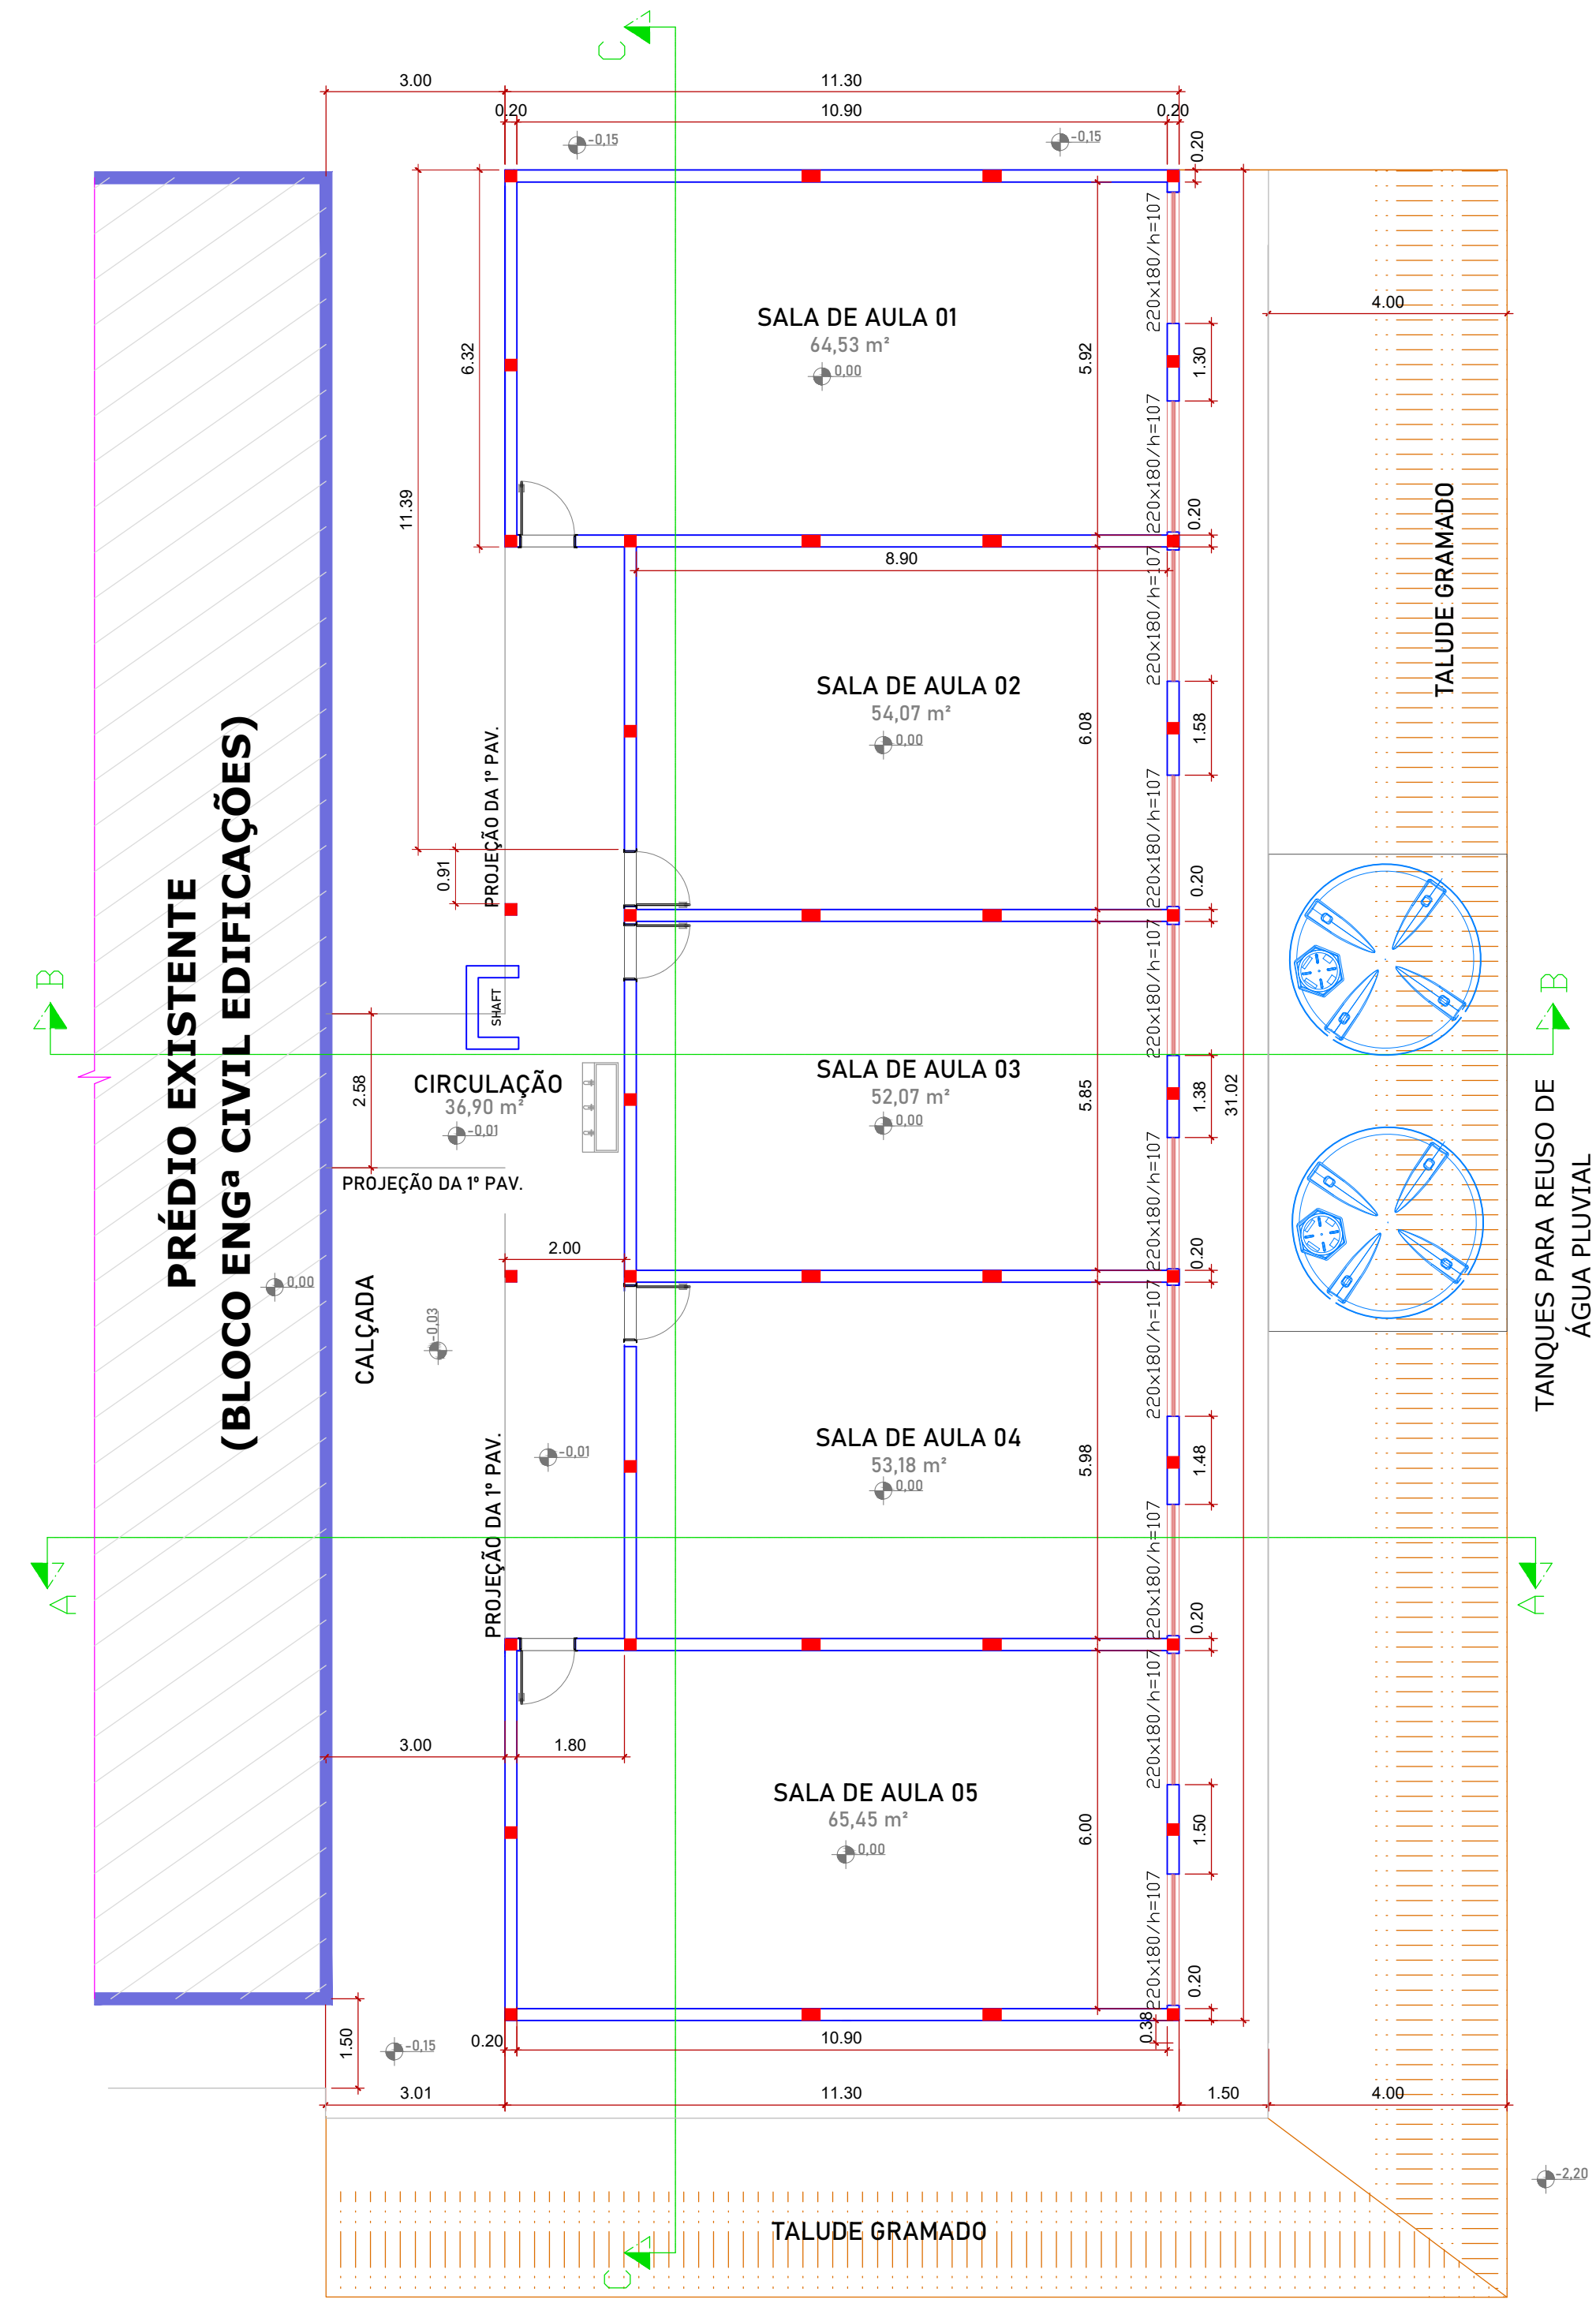 C
3.00
11.30
0.20
10.90
0.20
-0,15
-0,15
0.20
220x180/h=107
SALA DE AULA 01
64,53 m²
0,00
6.32
5.92
1.30
4.00
220x180/h=107
11.39
0.20
8.90
TALUDE GRAMADO
220x180/h=107
SALA DE AULA 02
54,07 m²
0,00
6.08
1.58
PROJEÇÃO DA 1º PAV.
220x180/h=107
0.91
0.20
PRÉDIO EXISTENTE
(BLOCO ENGª CIVIL EDIFICAÇÕES)
B
B
SHAFT
220x180/h=107
2.58
CIRCULAÇÃO
36,90 m²
-0,01
SALA DE AULA 03
52,07 m²
0,00
5.85
1.38
31.02
TANQUES PARA REUSO DE
ÁGUA PLUVIAL
PROJEÇÃO DA 1º PAV.
220x180/h=107
2.00
0.20
0,00
CALÇADA
-0,03
220x180/h=107
SALA DE AULA 04
53,18 m²
0,00
-0,01
5.98
1.48
PROJEÇÃO DA 1º PAV.
220x180/h=107
A
A
0.20
220x180/h=107
3.00
1.80
SALA DE AULA 05
65,45 m²
0,00
6.00
1.50
220x180/h=107
0.20
1.50
-0,15
0.20
10.90
0.38
3.01
11.30
1.50
4.00
-2,20
TALUDE GRAMADO
C